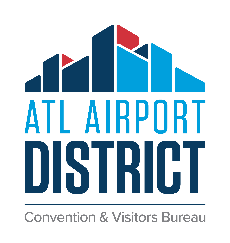 ATL AIRPORT
DISTRICT
Convention & Visitors Bureau